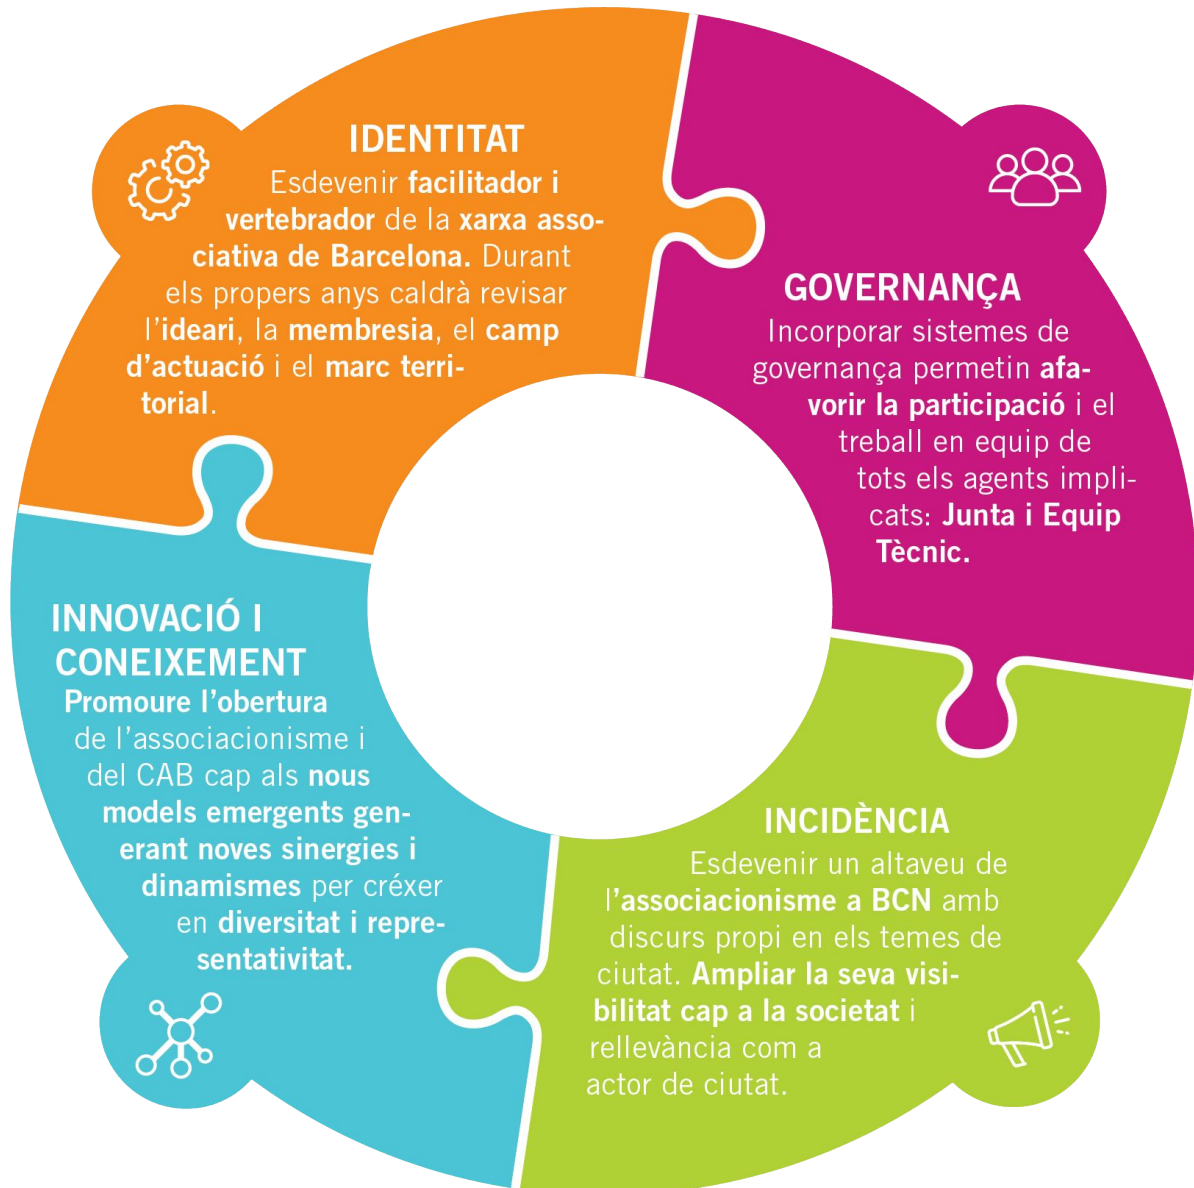 IDENTITAT
Esdevenir facilitador i
vertebrador de la xarxa asso-
ciativa de Barcelona. Durant
els propers anys caldrà revisar
l'ideari, la membresia, el camp
d'actuació i el marc terri-
torial.
GOVERNANÇA
Incorporar sistemes de
governança permetin afa-
vorir la participació i el
treball en equip de
tots els agents impli-
cats: Junta i Equip
Tècnic.
INNOVACIÓ I
CONEIXEMENT
Promoure l'obertura
de l'associacionisme i
del CAB cap als nous
models emergents gen-
erant noves sinergies i
dinamismes per créxer
en diversitat i repre-
sentativitat.
INCIDÈNCIA
Esdevenir un altaveu de
l'associacionisme a BCN amb
discurs propi en els temes de
ciutat. Ampliar la seva visi-
bilitat cap a la societat i
rellevància com a
actor de ciutat.